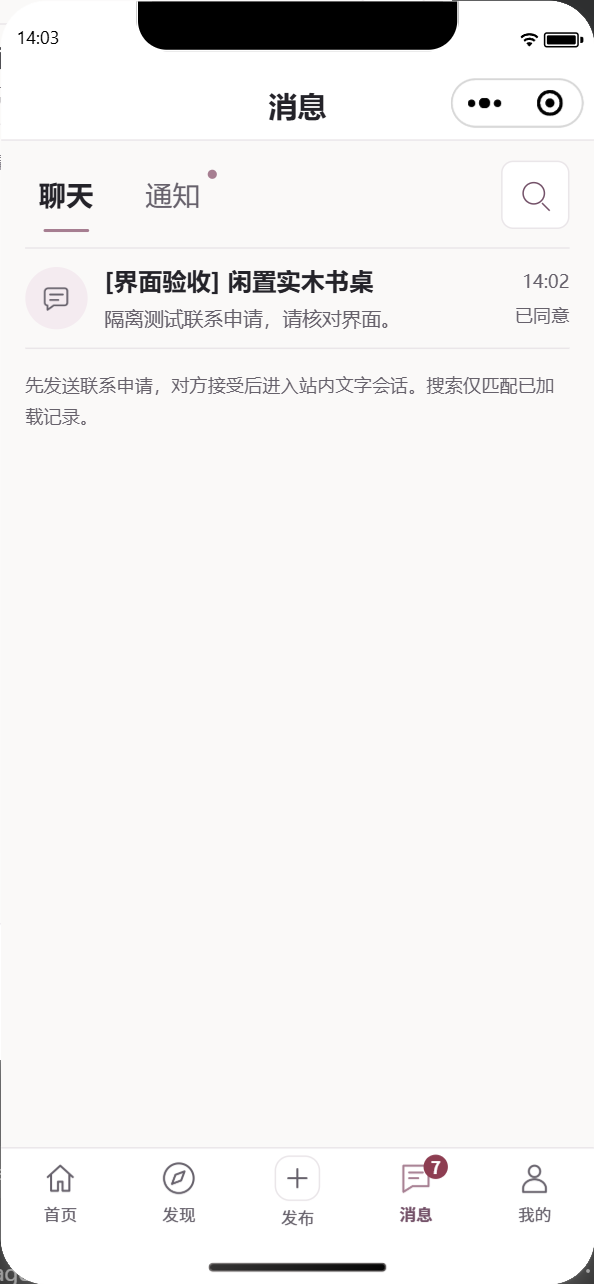 14:03
消息
聊天
通知
[界面验收] 闲置实木书桌
14:02
隔离测试联系申请，请核对界面。
已同意
先发送联系申请，对方接受后进入站内文字会话。搜索仅匹配已加
载记录。
7
首页
发现
发布
消息
我的